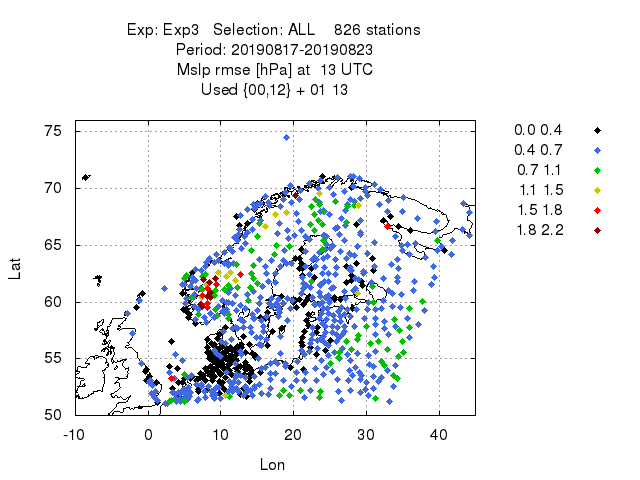 Exp: Exp3   Selection: ALL    826 stations
Period: 20190817-20190823
Mslp rmse [hPa] at  13 UTC
Used {00,12} + 01 13
0.0 0.4
0.4 0.7
0.7 1.1
1.1 1.5
1.5 1.8
1.8 2.2
75
70
65
60
55
50
Lat
-10 0 10 20 30 40
Lon